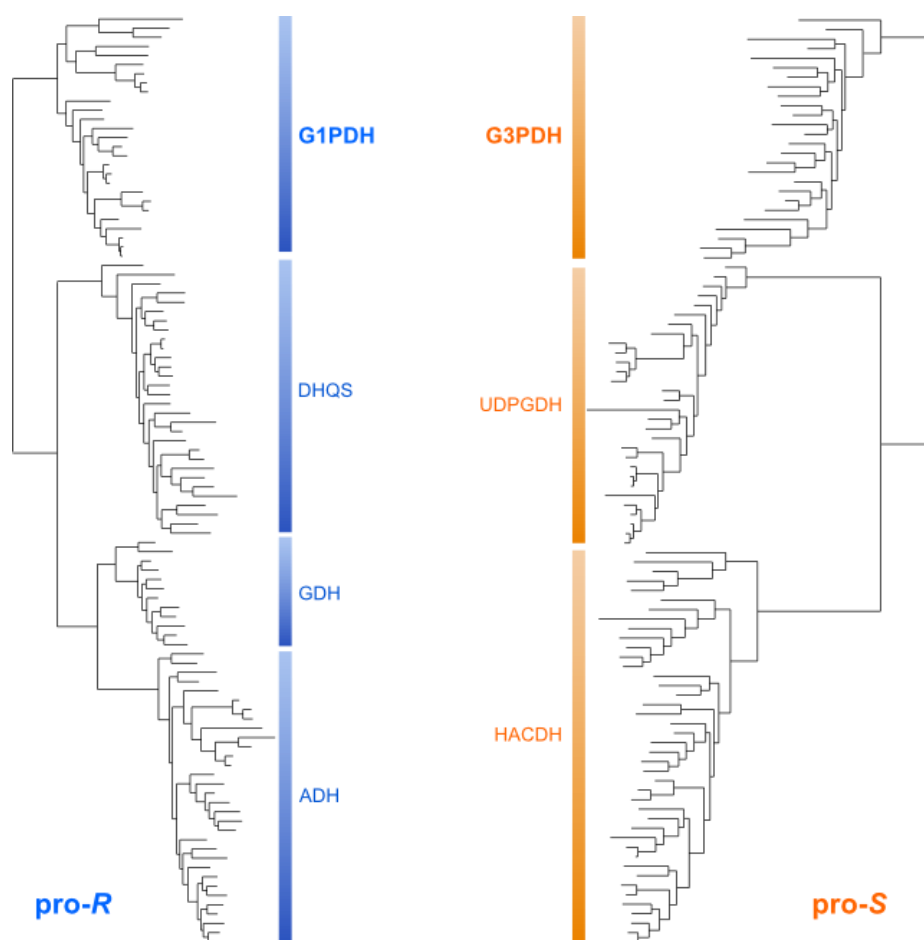 G1PDH
G3PDH
DHQS
UDPGDH
GDH
HACDH
ADH
pro-R
pro-S